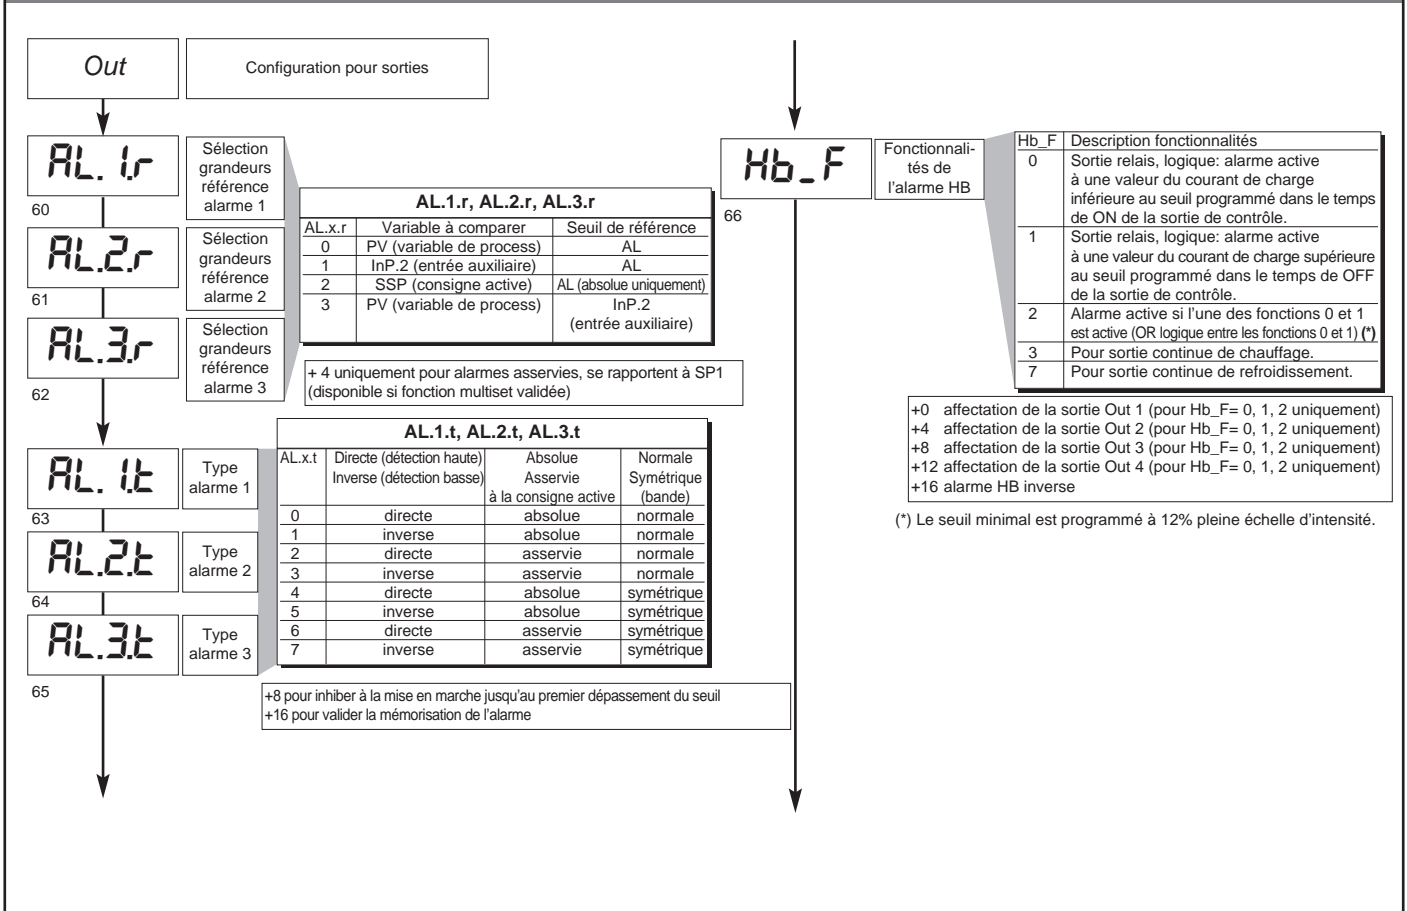 Out
Configuration pour sorties
AL. 1.r
60
Sélection
grandeurs
référence
alarme 1
AL.2.r
61
Sélection
grandeurs
référence
alarme 2
AL.3.r
62
Sélection
grandeurs
référence
alarme 3
AL.1.r, AL.2.r, AL.3.r
AL.x.r Variable à comparer Seuil de référence
0 PV (variable de process) AL
1 InP.2 (entrée auxiliaire) AL
2 SSP (consigne active) AL (absolue uniquement)
3 PV (variable de process) InP.2
(entrée auxiliaire)
+ 4 uniquement pour alarmes asservies, se rapportent à SP1
(disponible si fonction multiset validée)
AL. 1.t
63
Type
alarme 1
AL.2.t
64
Type
alarme 2
AL.3.t
65
Type
alarme 3
AL.1.t, AL.2.t, AL.3.t
AL.x.t Directe (détection haute) Absolue Normale
Inverse (détection basse) Asservie Symétrique
à la consigne active (bande)
0 directe absolue normale
1 inverse absolue normale
2 directe asservie normale
3 inverse asservie normale
4 directe absolue symétrique
5 inverse absolue symétrique
6 directe asservie symétrique
7 inverse asservie symétrique
+8 pour inhiber à la mise en marche jusqu'au premier dépassement du seuil
+16 pour valider la mémorisation de l'alarme
Hb_F
66
Fonctionnali-
tés de
l'alarme HB
Hb_F Description fonctionnalités
0 Sortie relais, logique: alarme active
à une valeur du courant de charge
inférieure au seuil programmé dans le temps
de ON de la sortie de contrôle.
1 Sortie relais, logique: alarme active
à une valeur du courant de charge supérieure
au seuil programmé dans le temps de OFF
de la sortie de contrôle.
2 Alarme active si l'une des fonctions 0 et 1
est active (OR logique entre les fonctions 0 et 1) (*)
3 Pour sortie continue de chauffage.
7 Pour sortie continue de refroidissement.
+0 affectation de la sortie Out 1 (pour Hb_F= 0, 1, 2 uniquement)
+4 affectation de la sortie Out 2 (pour Hb_F= 0, 1, 2 uniquement)
+8 affectation de la sortie Out 3 (pour Hb_F= 0, 1, 2 uniquement)
+12 affectation de la sortie Out 4 (pour Hb_F= 0, 1, 2 uniquement)
+16 alarme HB inverse
(*) Le seuil minimal est programmé à 12% pleine échelle d'intensité.